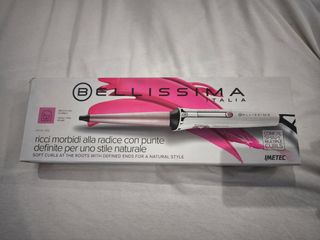 BELLISSIMA
ITALIA
ricci morbidi alla radice con punte
definite per uno stile naturale
SOFT CURLS AT THE ROOTS WITH DEFINED ENDS FOR A NATURAL STYLE
BELLISSIMA
IMETEC